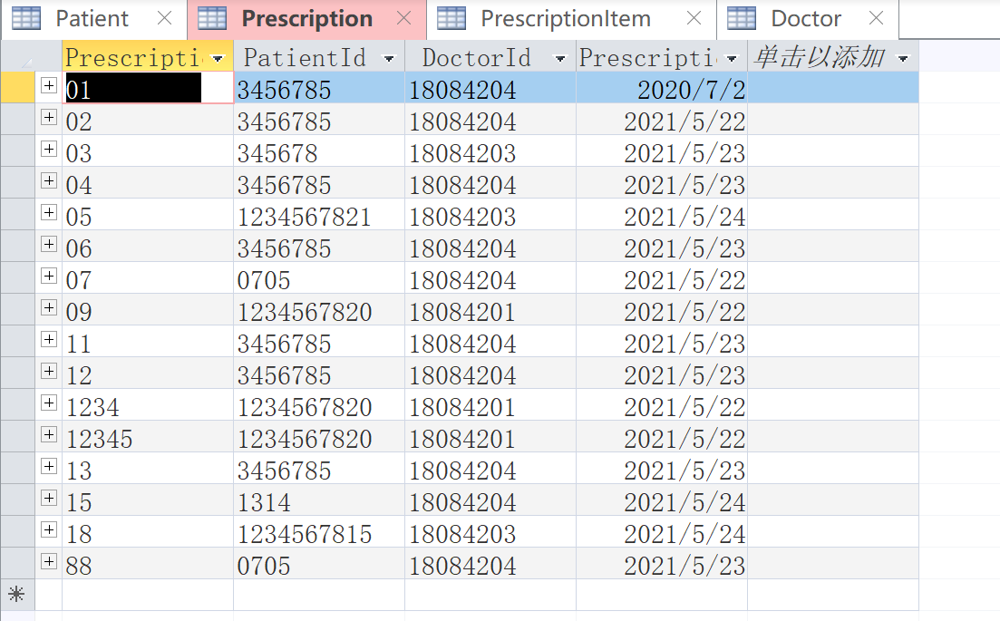 Patient Prescription PrescriptionItem Doctor
Prescripti PatientId DoctorId Prescripti 单击以添加
01 3456785 18084204 2020/7/2
02 3456785 18084204 2021/5/22
03 345678 18084203 2021/5/23
04 3456785 18084204 2021/5/23
05 1234567821 18084203 2021/5/24
06 3456785 18084204 2021/5/23
07 0705 18084204 2021/5/22
09 1234567820 18084201 2021/5/22
11 3456785 18084204 2021/5/23
12 3456785 18084204 2021/5/23
1234 1234567820 18084201 2021/5/22
12345 1234567820 18084201 2021/5/22
13 3456785 18084204 2021/5/23
15 1314 18084204 2021/5/24
18 1234567815 18084203 2021/5/24
88 0705 18084204 2021/5/23